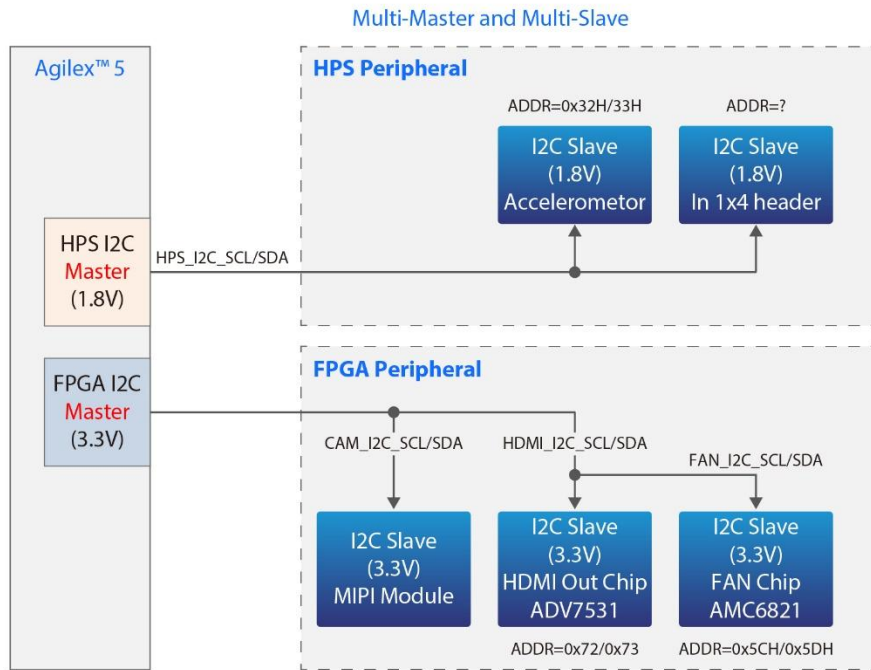 Multi-Master and Multi-Slave
Agilex™ 5
HPS Peripheral
ADDR=0x32H/33H
ADDR=?
I2C Slave
(1.8V)
Accelerometor
I2C Slave
(1.8V)
In 1x4 header
HPS I2C
Master
(1.8V)
HPS_I2C_SCL/SDA
FPGA Peripheral
FPGA I2C
Master
(3.3V)
CAM_I2C_SCL/SDA
HDMI_I2C_SCL/SDA
FAN_I2C_SCL/SDA
I2C Slave
(3.3V)
MIPI Module
I2C Slave
(3.3V)
HDMI Out Chip
ADV7531
I2C Slave
(3.3V)
FAN Chip
AMC6821
ADDR=0x72/0x73
ADDR=0x5CH/0x5DH